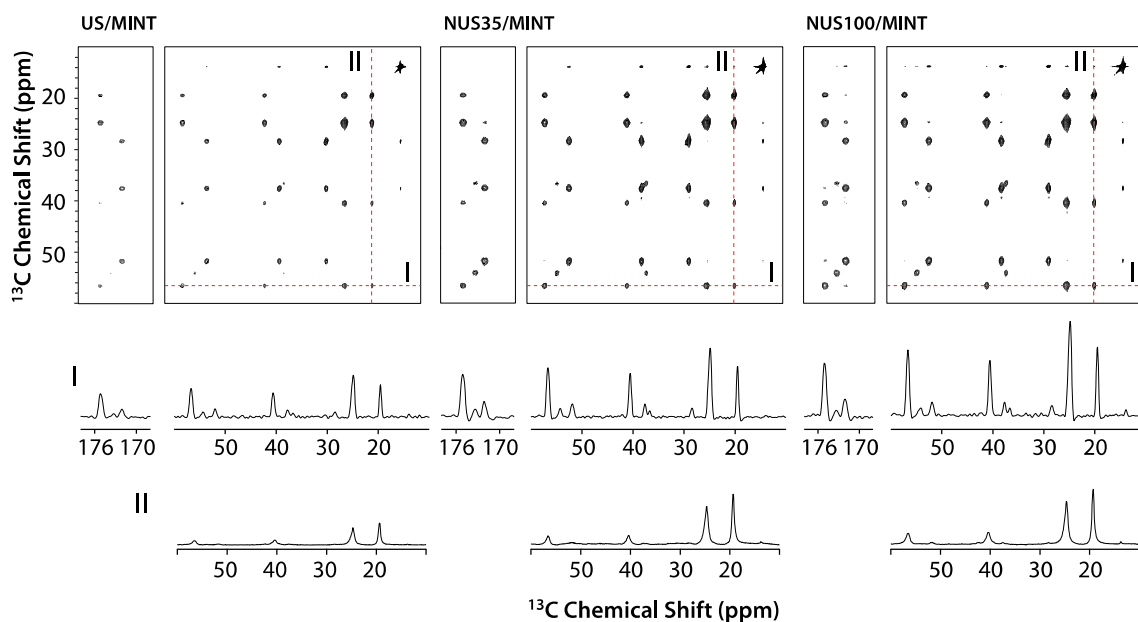 US/MINT NUS35/MINT NUS100/MINT
II II II
20
30
40
50
13C Chemical Shift (ppm)
I I I
I
176 170 50 40 30 20 176 170 50 40 30 20 176 170 50 40 30 20
II
50 40 30 20 50 40 30 20 50 40 30 20
13C Chemical Shift (ppm)